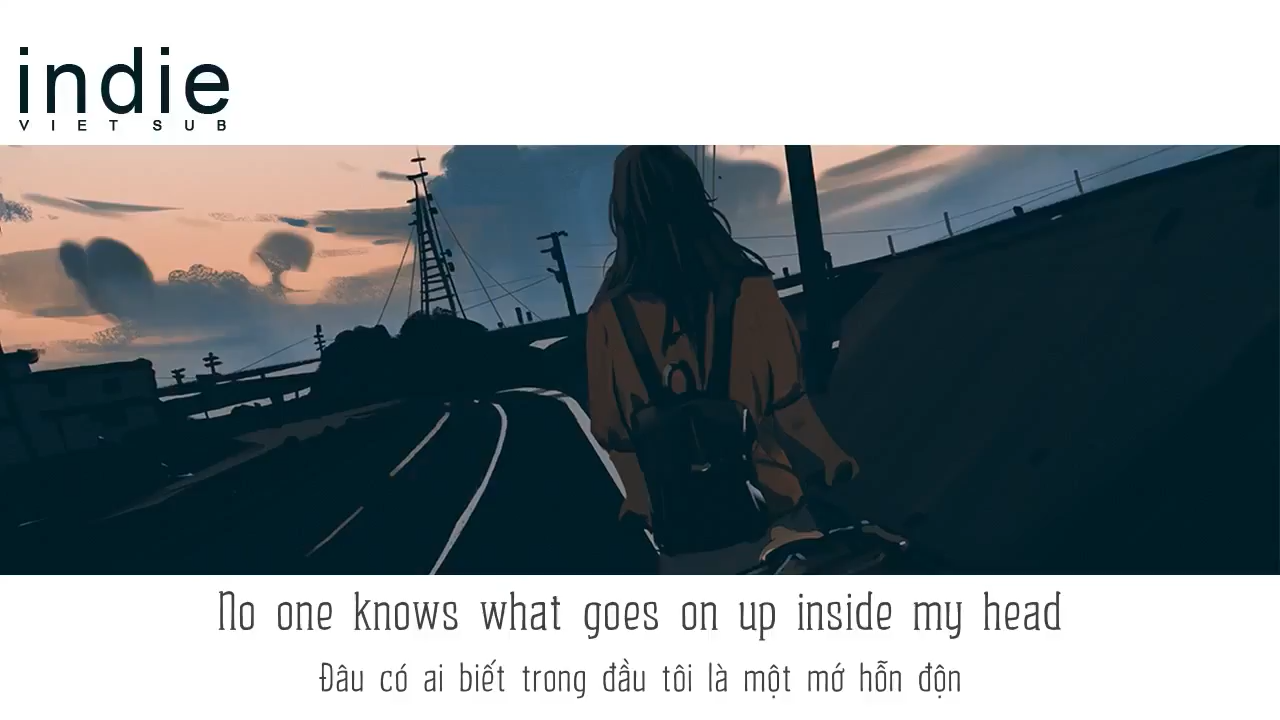 indie
VIET SUB
No one knows what goes on up inside my head
Đâu có ai biết trong đầu tôi là một mớ hỗn độn